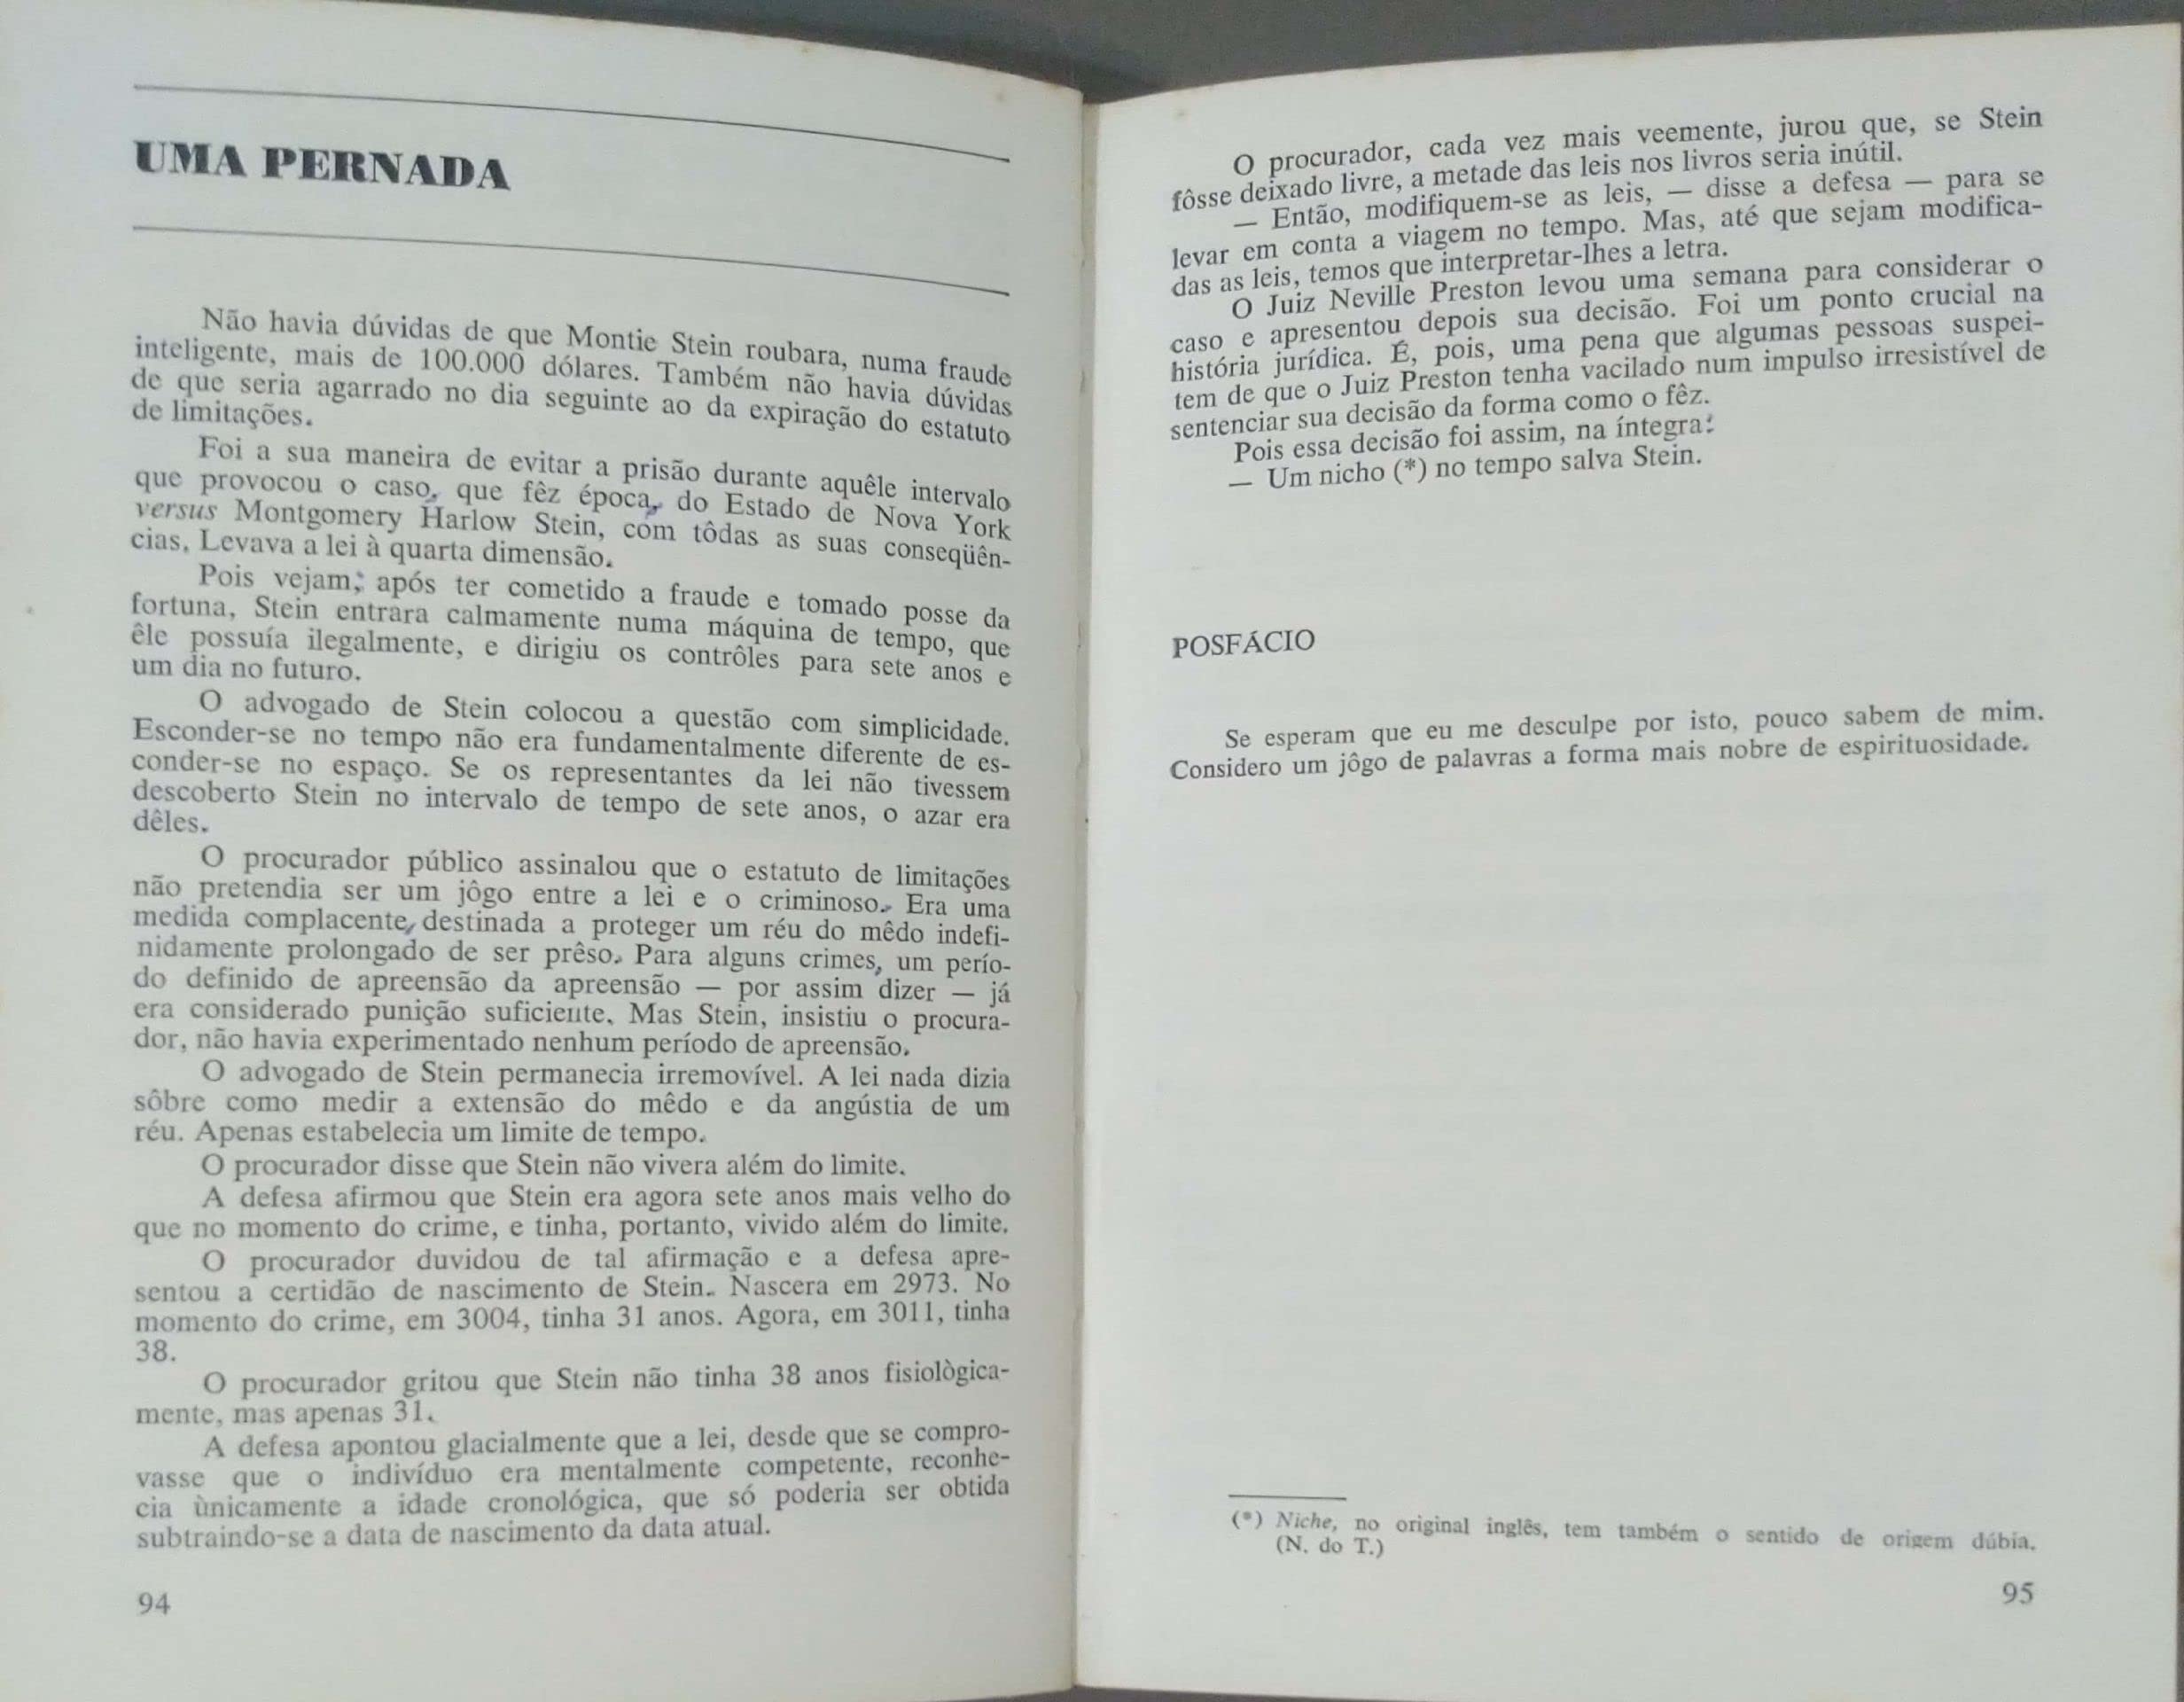 UMA PERNADA
Não havia dúvidas de que Montie Stein roubara, numa fraude
inteligente, mais de 100.000 dólares. Também não havia dúvidas
de que seria agarrado no dia seguinte ao da expiração do estatuto
de limitações.
Foi a sua maneira de evitar a prisão durante aquêle intervalo
que provocou o caso, que fêz época, do Estado de Nova York
versus Montgomery Harlow Stein, com tôdas as suas conseqüên-
cias. Levava a lei à quarta dimensão.
Pois vejam; após ter cometido a fraude e tomado posse da
fortuna, Stein entrara calmamente numa máquina de tempo, que
êle possuía ilegalmente, e dirigiu os contrôles para sete anos e
um dia no futuro.
O advogado de Stein colocou a questão com simplicidade.
Esconder-se no tempo não era fundamentalmente diferente de es-
conder-se no espaço. Se os representantes da lei não tivessem
descoberto Stein no intervalo de tempo de sete anos, o azar era
dêles.
O procurador público assinalou que o estatuto de limitações
não pretendia ser um jôgo entre a lei e o criminoso. Era uma
medida complacente, destinada a proteger um réu do mêdo indefi-
nidamente prolongado de ser prêso. Para alguns crimes, um perío-
do definido de apreensão da apreensão — por assim dizer — já
era considerado punição suficiente. Mas Stein, insistiu o procura-
dor, não havia experimentado nenhum período de apreensão.
O advogado de Stein permanecia irremovível. A lei nada dizia
sôbre como medir a extensão do mêdo e da angústia de um
réu. Apenas estabelecia um limite de tempo.
O procurador disse que Stein não vivera além do limite.
A defesa afirmou que Stein era agora sete anos mais velho do
que no momento do crime, e tinha, portanto, vivido além do limite.
O procurador duvidou de tal afirmação e a defesa apre-
sentou a certidão de nascimento de Stein. Nascera em 2973. No
momento do crime, em 3004, tinha 31 anos. Agora, em 3011, tinha
38.
O procurador gritou que Stein não tinha 38 anos fisiològica-
mente, mas apenas 31.
A defesa apontou glacialmente que a lei, desde que se compro-
vasse que o indivíduo era mentalmente competente, reconhe-
cia ùnicamente a idade cronológica, que só poderia ser obtida
subtraindo-se a data de nascimento da data atual.
94
O procurador, cada vez mais veemente, jurou que, se Stein
fôsse deixado livre, a metade das leis nos livros seria inútil.
— Então, modifiquem-se as leis, — disse a defesa — para se
levar em conta a viagem no tempo. Mas, até que sejam modifica-
das as leis, temos que interpretar-lhes a letra.
O Juiz Neville Preston levou uma semana para considerar o
caso e apresentou depois sua decisão. Foi um ponto crucial na
história jurídica. É, pois, uma pena que algumas pessoas suspei-
tem de que o Juiz Preston tenha vacilado num impulso irresistível de
sentenciar sua decisão da forma como o fêz.
Pois essa decisão foi assim, na íntegra:
— Um nicho (*) no tempo salva Stein.
POSFÁCIO
Se esperam que eu me desculpe por isto, pouco sabem de mim.
Considero um jôgo de palavras a forma mais nobre de espirituosidade.
(*) Niche, no original inglês, tem também o sentido de origem dúbia.
(N. do T.)
95